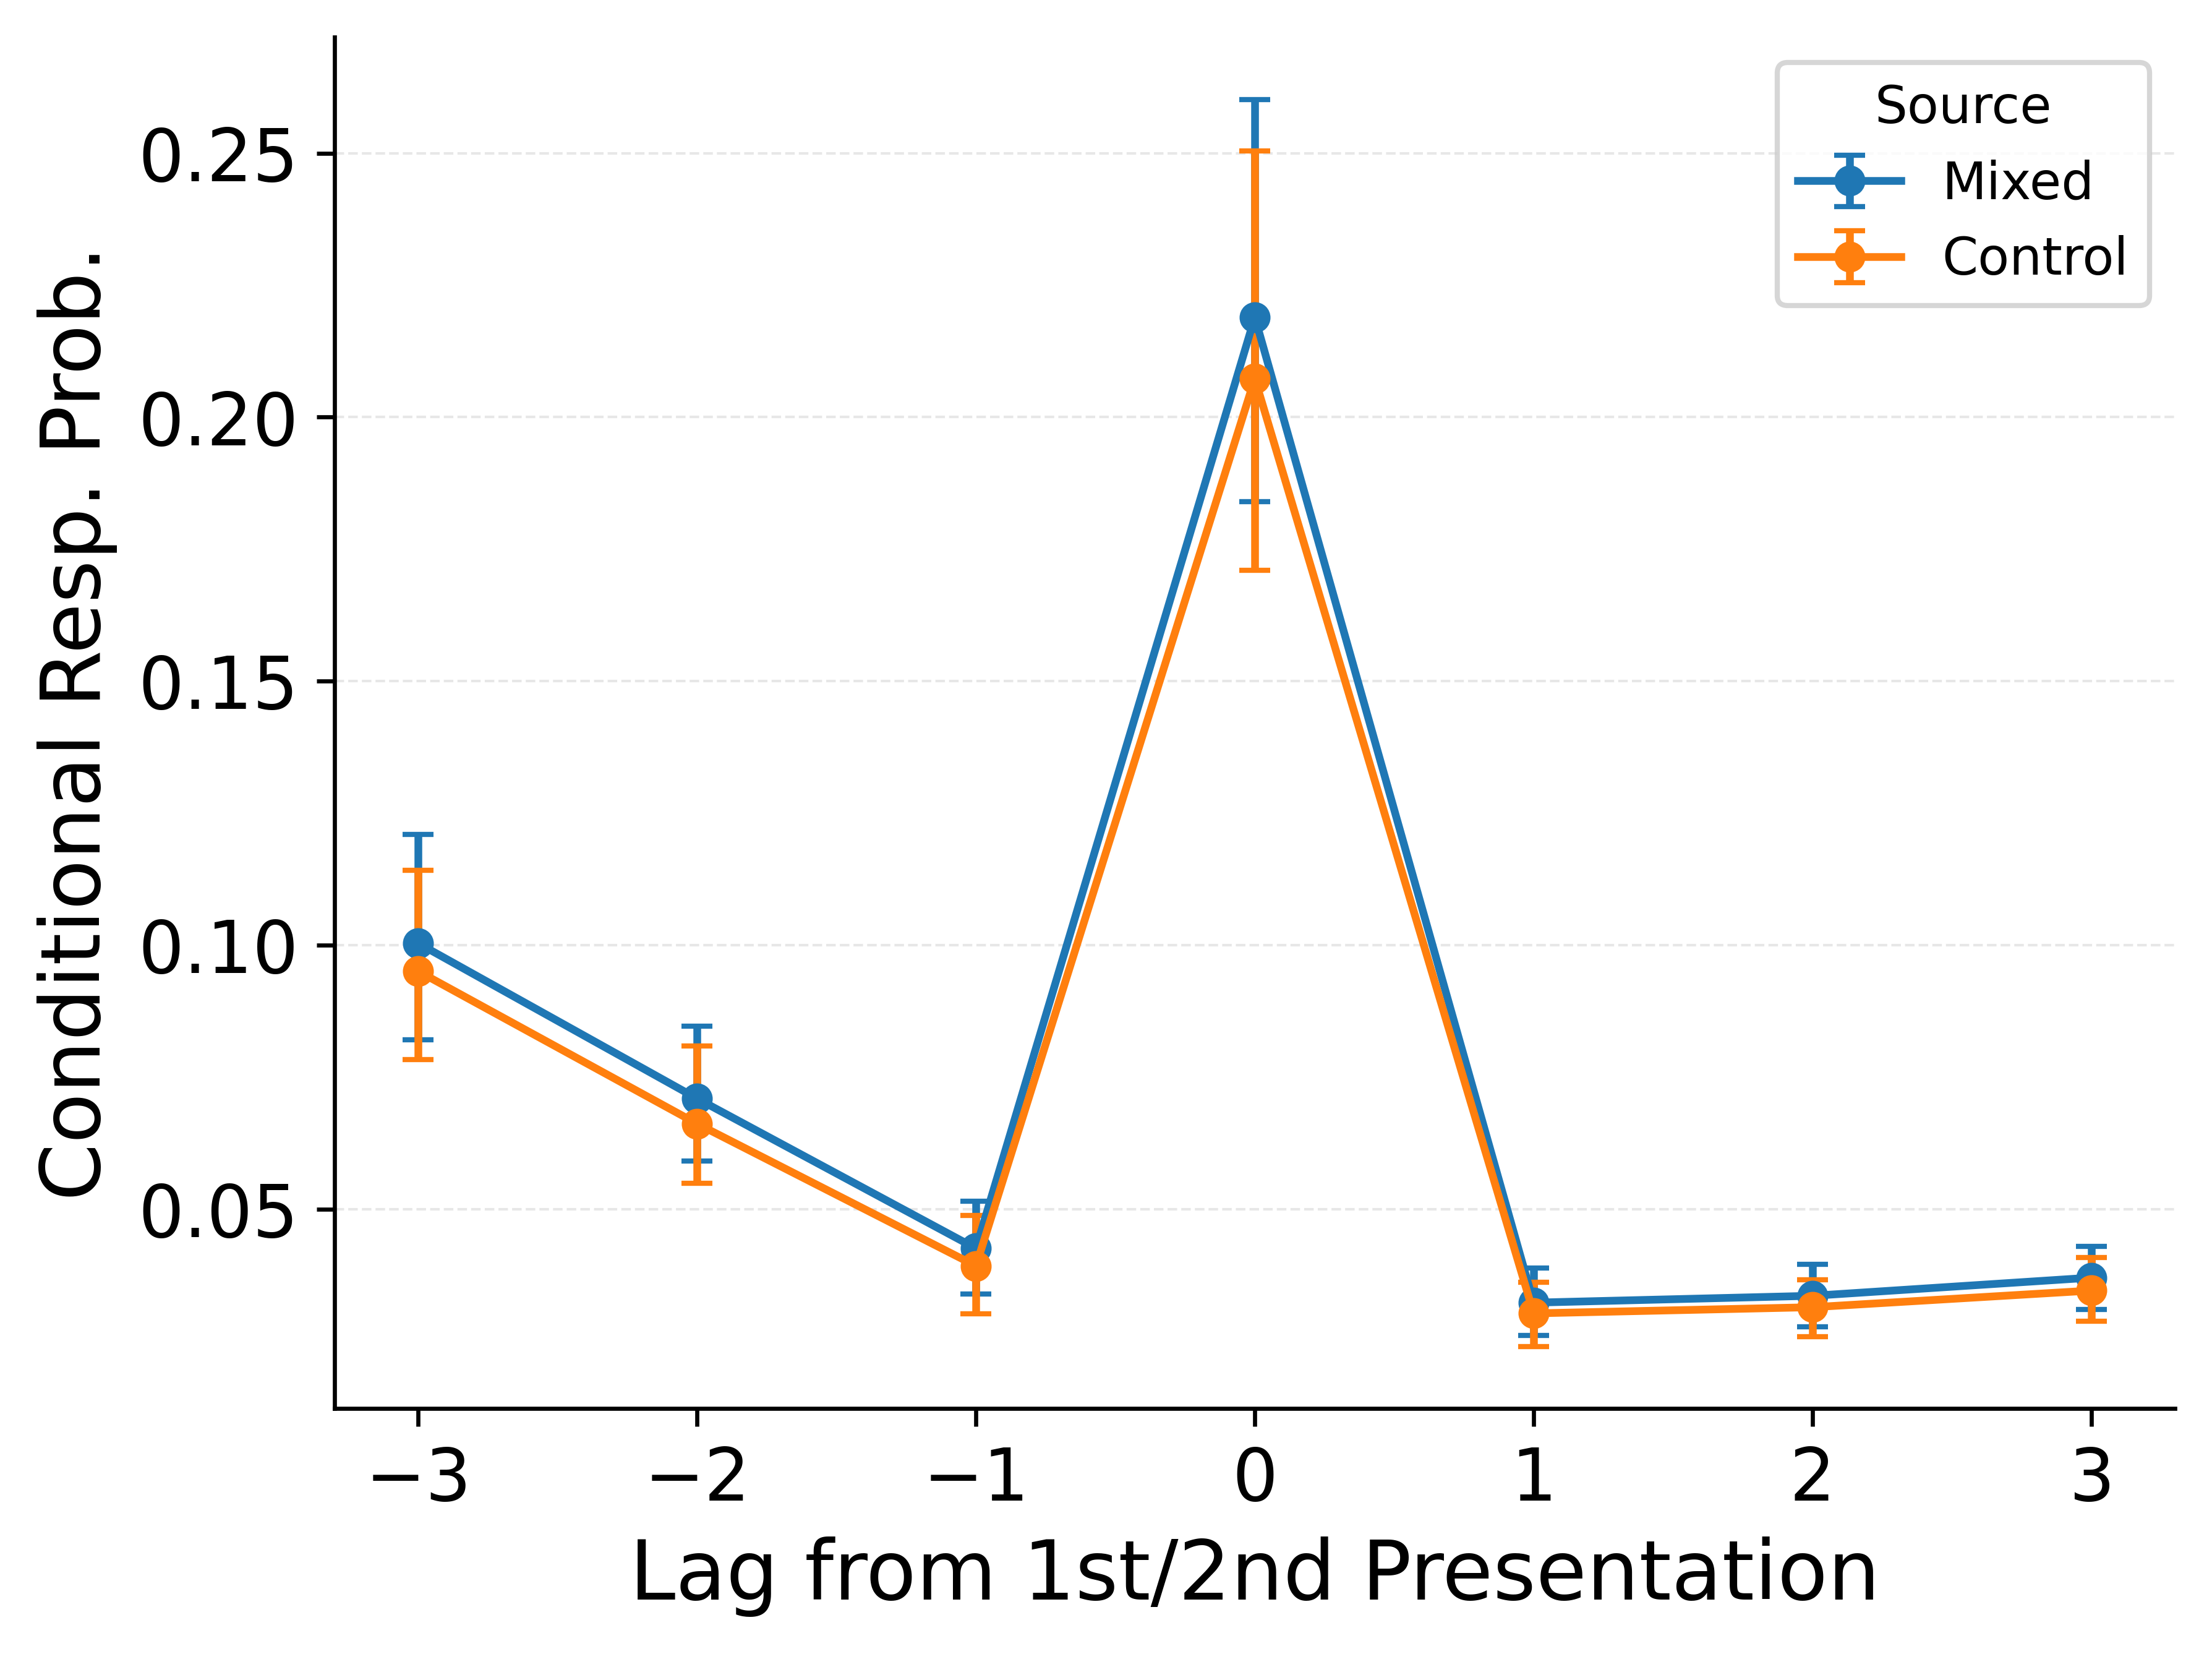 Conditional Resp. Prob.
0.25
0.20
0.15
0.10
0.05
Source
Mixed
Control
−3 −2 −1 0 1 2 3
Lag from 1st/2nd Presentation